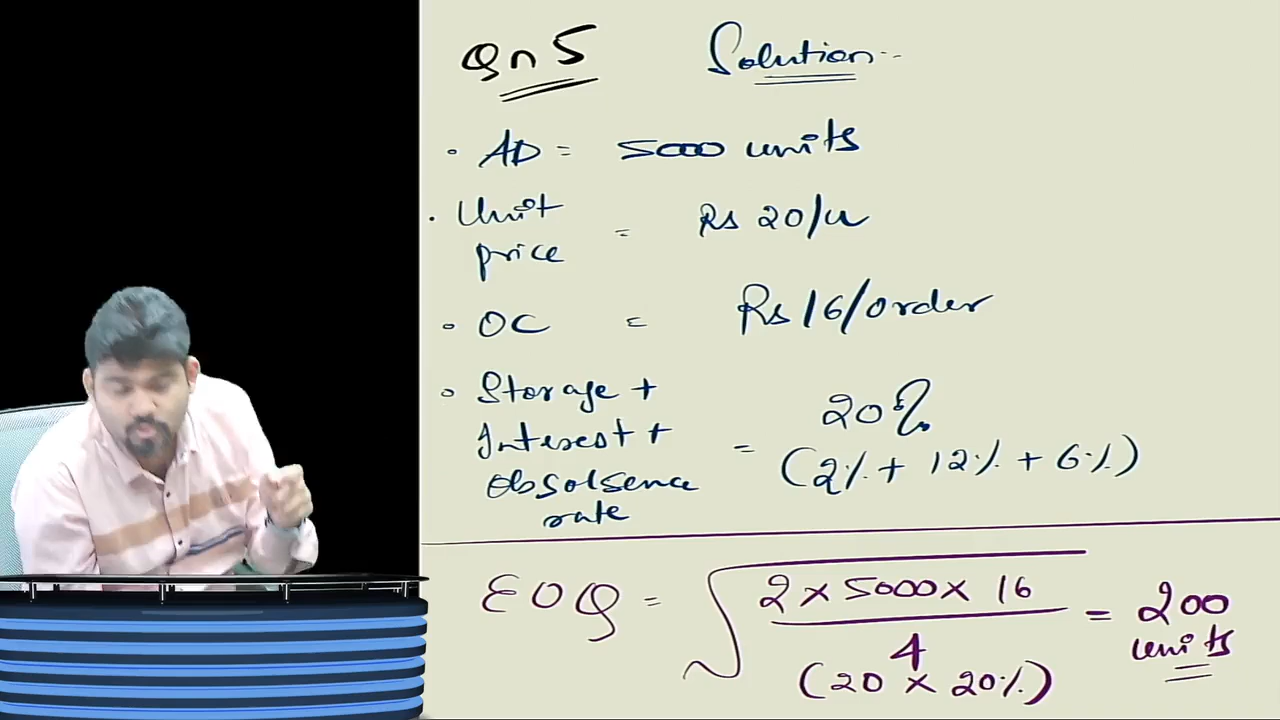 Qn 5 Solution:-
• AD = 5000 units
• Unit price = Rs 20/u
• OC = Rs 16/order
• Storage + Interest + Obsolsence rate = 20% (2% + 12% + 6%)
EOQ = √ 2 × 5000 × 16 / 4 (20 × 20%) = 200 units